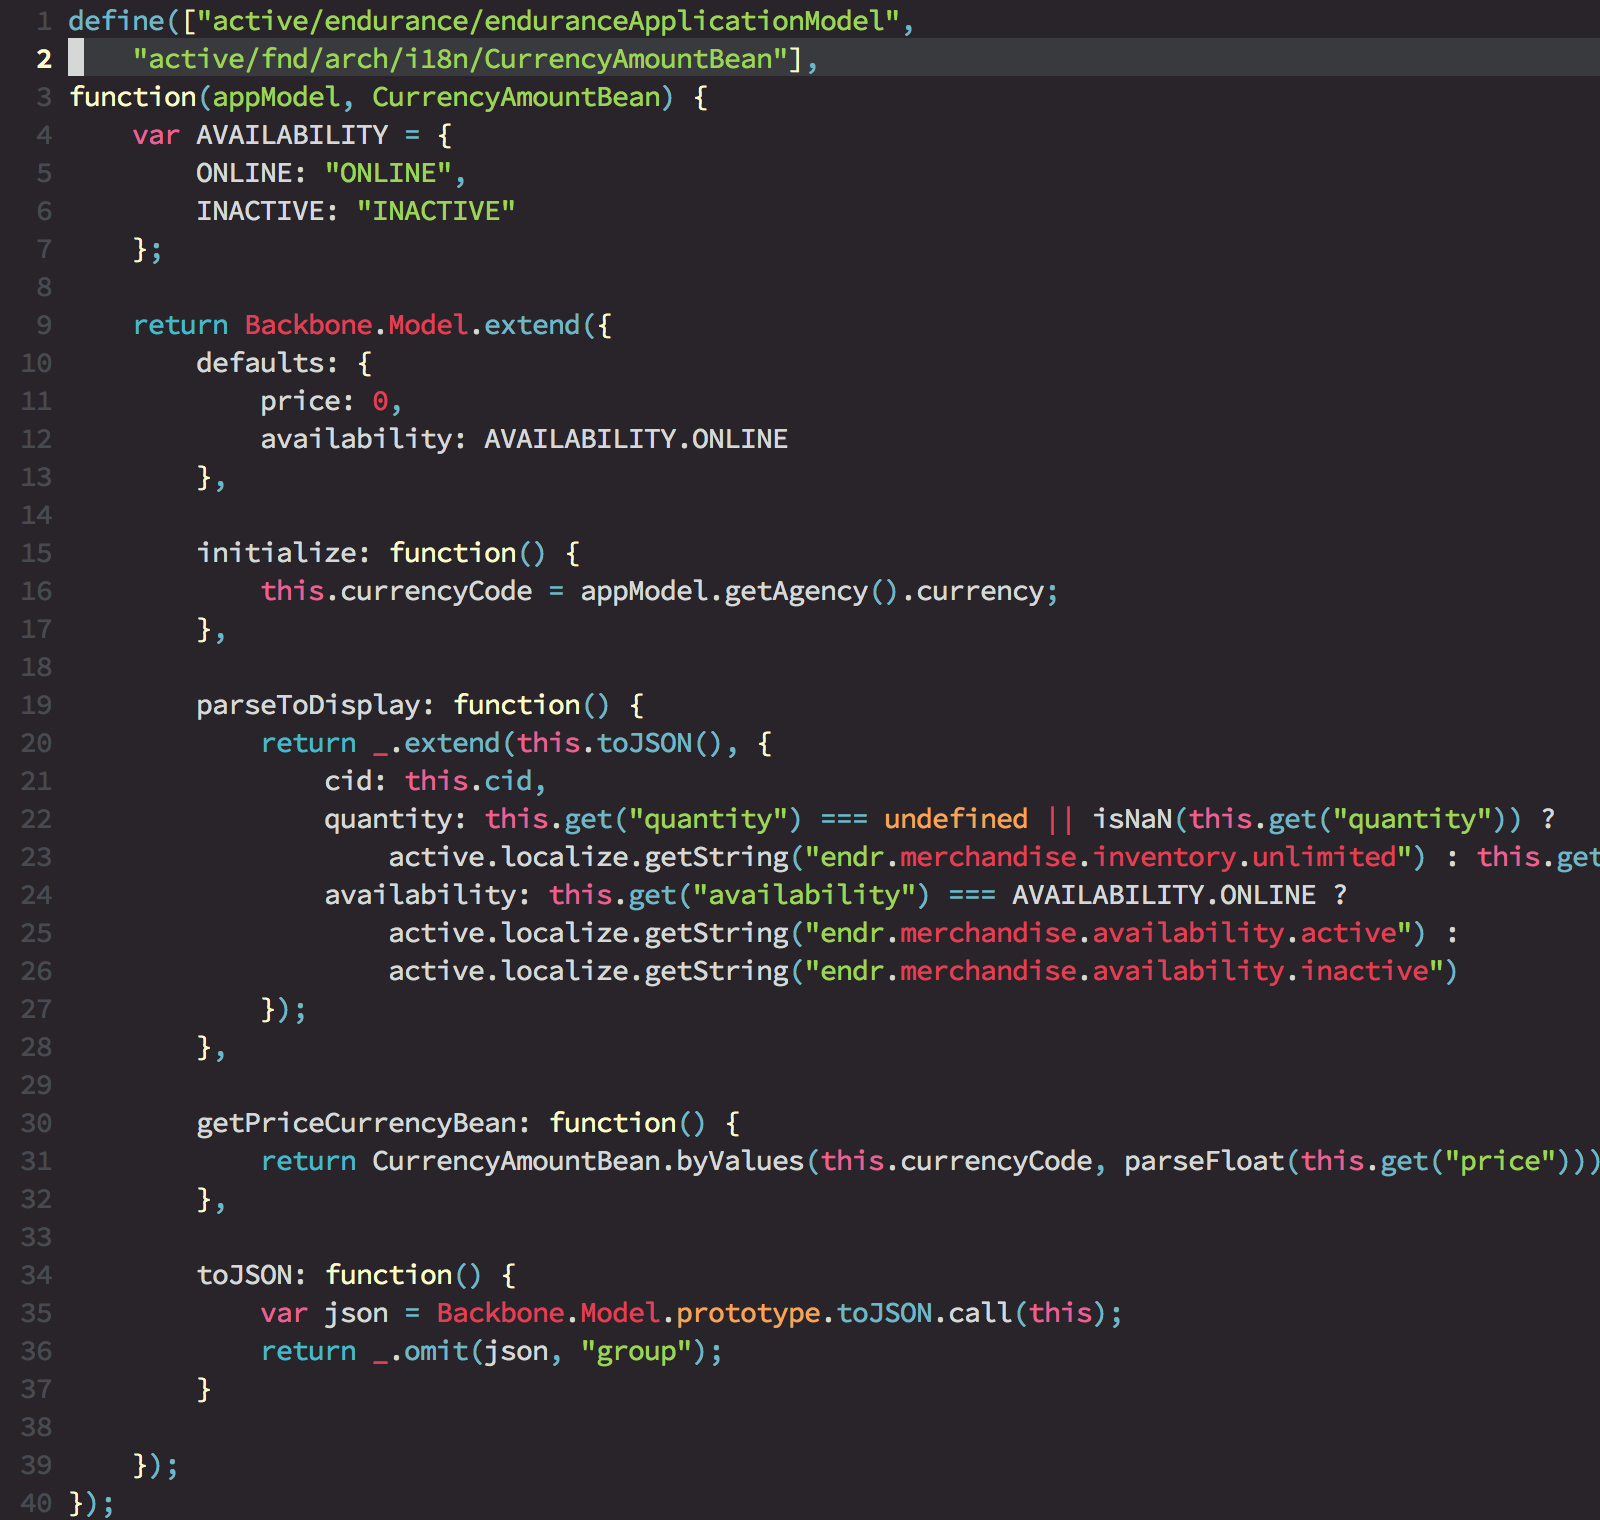 1 define(["active/endurance/enduranceApplicationModel",
2     "active/fnd/arch/i18n/CurrencyAmountBean"],
3 function(appModel, CurrencyAmountBean) {
4     var AVAILABILITY = {
5         ONLINE: "ONLINE",
6         INACTIVE: "INACTIVE"
7     };
8
9     return Backbone.Model.extend({
10         defaults: {
11             price: 0,
12             availability: AVAILABILITY.ONLINE
13         },
14
15         initialize: function() {
16             this.currencyCode = appModel.getAgency().currency;
17         },
18
19         parseToDisplay: function() {
20             return _.extend(this.toJSON(), {
21                 cid: this.cid,
22                 quantity: this.get("quantity") === undefined || isNaN(this.get("quantity")) ?
23                     active.localize.getString("endr.merchandise.inventory.unlimited") : this.get
24                 availability: this.get("availability") === AVAILABILITY.ONLINE ?
25                     active.localize.getString("endr.merchandise.availability.active") :
26                     active.localize.getString("endr.merchandise.availability.inactive")
27             });
28         },
29
30         getPriceCurrencyBean: function() {
31             return CurrencyAmountBean.byValues(this.currencyCode, parseFloat(this.get("price")))
32         },
33
34         toJSON: function() {
35             var json = Backbone.Model.prototype.toJSON.call(this);
36             return _.omit(json, "group");
37         }
38
39     });
40 });